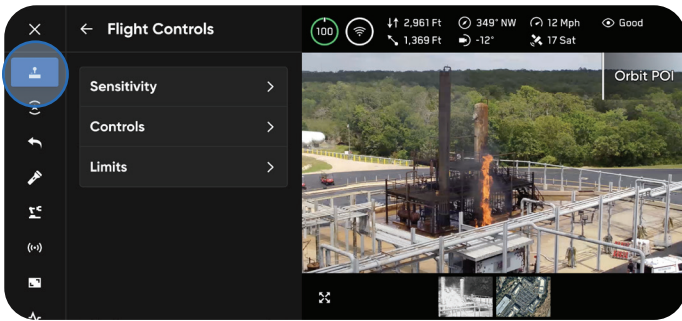 Flight Controls
Sensitivity
Controls
Limits
100
2,961 Ft 349° NW 12 Mph Good
1,369 Ft -12° 17 Sat
Orbit POI